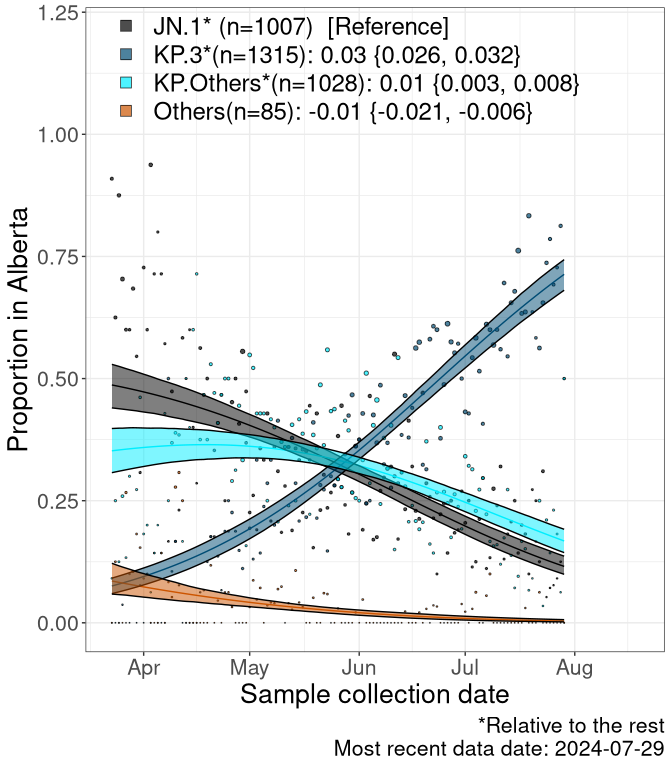 JN.1* (n=1007) [Reference]
KP.3*(n=1315): 0.03 {0.026, 0.032}
KP.Others*(n=1028): 0.01 {0.003, 0.008}
Others(n=85): -0.01 {-0.021, -0.006}
1.25
1.00
0.75
0.50
0.25
0.00
Proportion in Alberta
Apr May Jun Jul Aug
Sample collection date
*Relative to the rest
Most recent data date: 2024-07-29